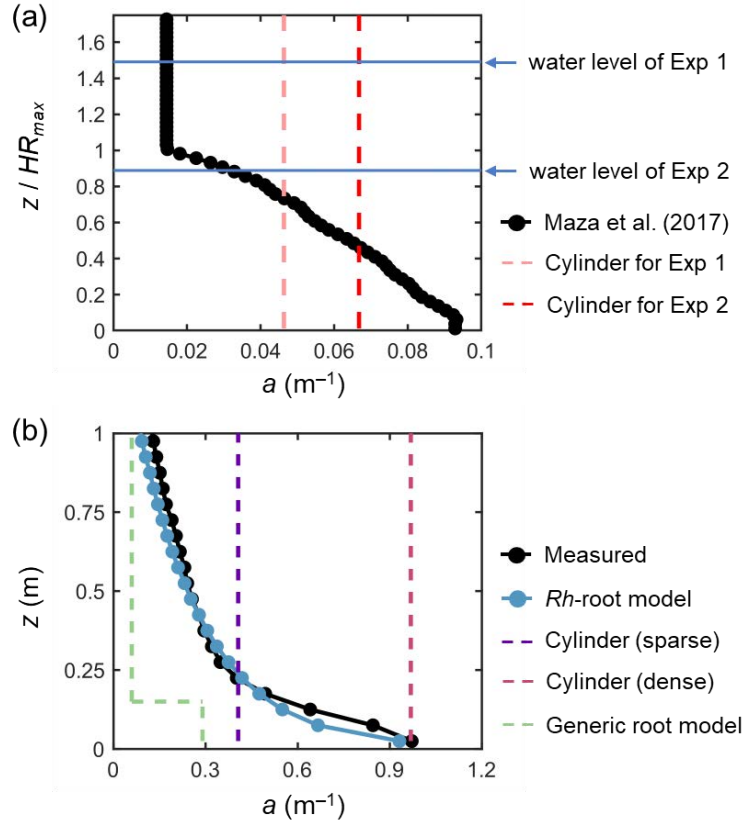 (a)
1.6
1.4
1.2
1
0.8
0.6
0.4
0.2
0
z / HRmax
0
0.02
0.04
0.06
0.08
0.1
a (m⁻¹)
water level of Exp 1
water level of Exp 2
Maza et al. (2017)
Cylinder for Exp 1
Cylinder for Exp 2
(b)
1
0.75
0.5
0.25
0
z (m)
0
0.3
0.6
0.9
1.2
a (m⁻¹)
Measured
Rh-root model
Cylinder (sparse)
Cylinder (dense)
Generic root model